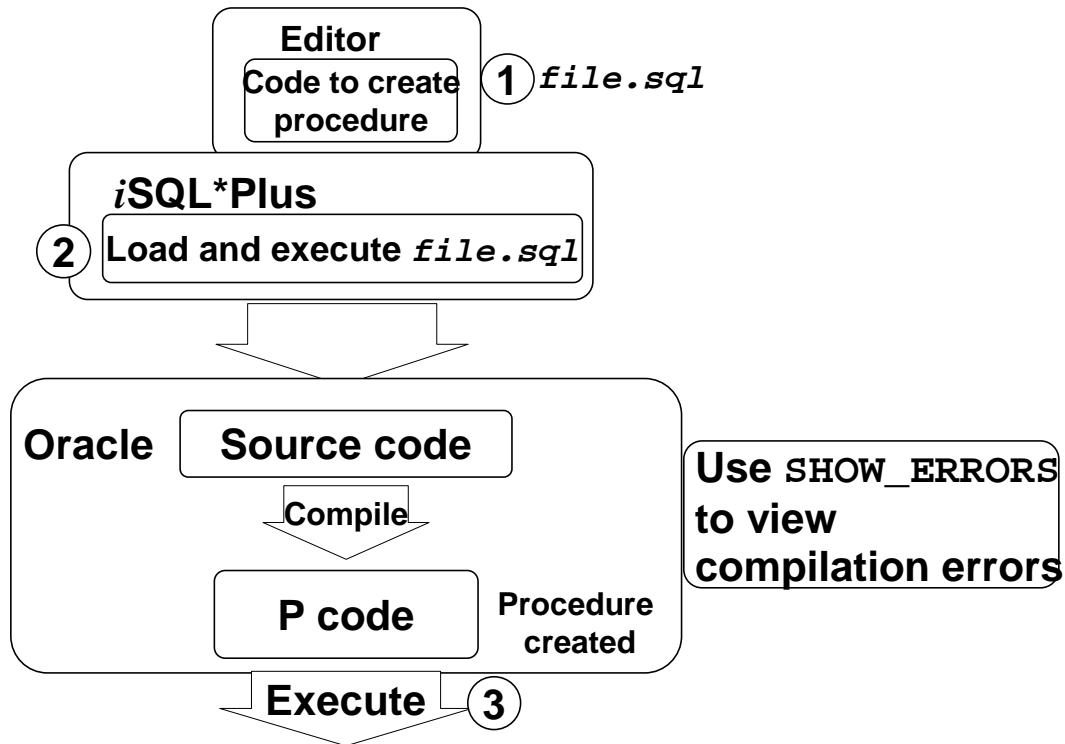 Editor
Code to create
procedure
1
file.sql
iSQL*Plus
2
Load and execute file.sql
Oracle
Source code
Compile
P code
Procedure
created
Use SHOW_ERRORS
to view
compilation errors
Execute
3